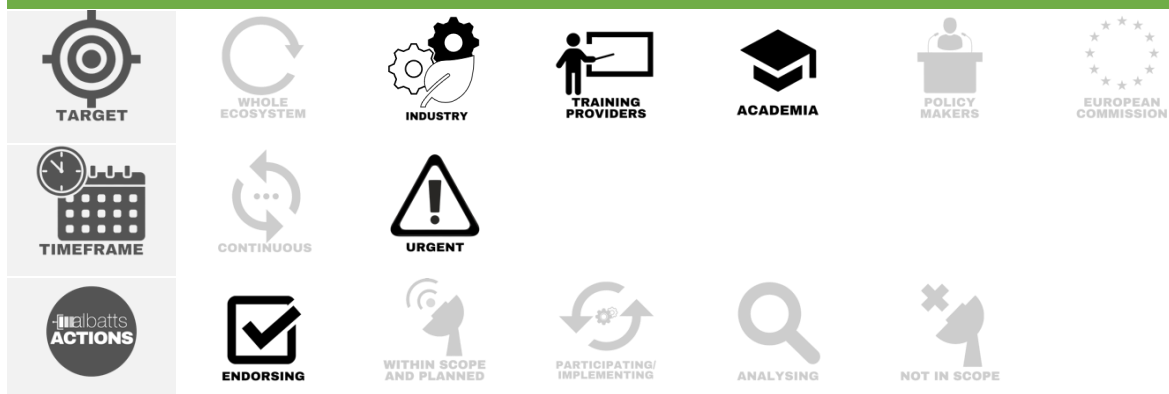 TARGET
WHOLE
ECOSYSTEM
INDUSTRY
TRAINING
PROVIDERS
ACADEMIA
POLICY
MAKERS
EUROPEAN
COMMISSION
TIMEFRAME
CONTINUOUS
URGENT
albatts
ACTIONS
ENDORSING
WITHIN SCOPE
AND PLANNED
PARTICIPATING/
IMPLEMENTING
ANALYSING
NOT IN SCOPE